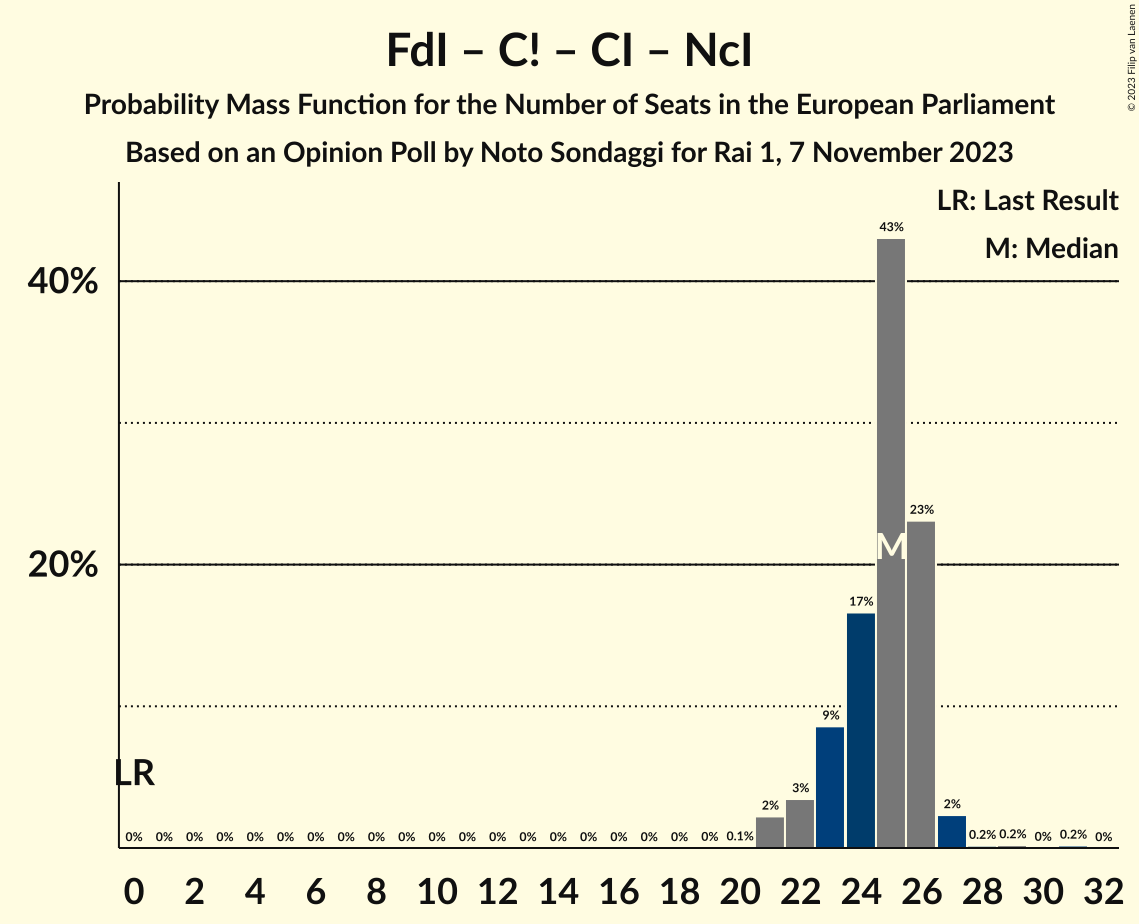 FdI – C! – CI – NcI
Probability Mass Function for the Number of Seats in the European Parliament
Based on an Opinion Poll by Noto Sondaggi for Rai 1, 7 November 2023
© 2023 Filip van Laenen
LR: Last Result
M: Median
40%
20%
43%
23%
17%
9%
3%
2%
2%
M
LR
0% 0% 0% 0% 0% 0% 0% 0% 0% 0% 0% 0% 0% 0% 0% 0% 0% 0% 0% 0% 0.1% 0.2% 0.2% 0% 0.2% 0%
0 2 4 6 8 10 12 14 16 18 20 22 24 26 28 30 32